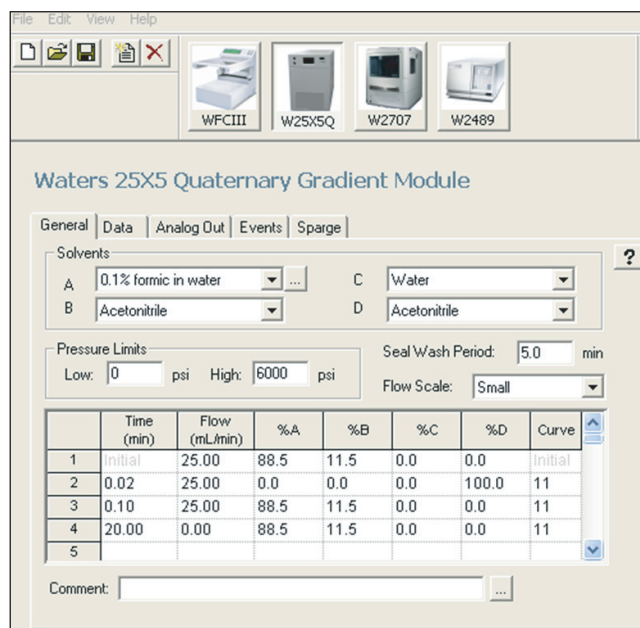 File Edit View Help
WFCIII W25X5Q W2707 W2489
Waters 25X5 Quaternary Gradient Module
General Data Analog Out Events Sparge
?
Solvents
A 0.1% formic in water ... C Water
B Acetonitrile D Acetonitrile
Pressure Limits
Low: 0 psi High: 6000 psi
Seal Wash Period: 5.0 min
Flow Scale: Small
Time (min) Flow (mL/min) %A %B %C %D Curve
1 Initial 25.00 88.5 11.5 0.0 0.0 Initial
2 0.02 25.00 0.0 0.0 0.0 100.0 11
3 0.10 25.00 88.5 11.5 0.0 0.0 11
4 20.00 0.00 88.5 11.5 0.0 0.0 11
5
Comment: ...